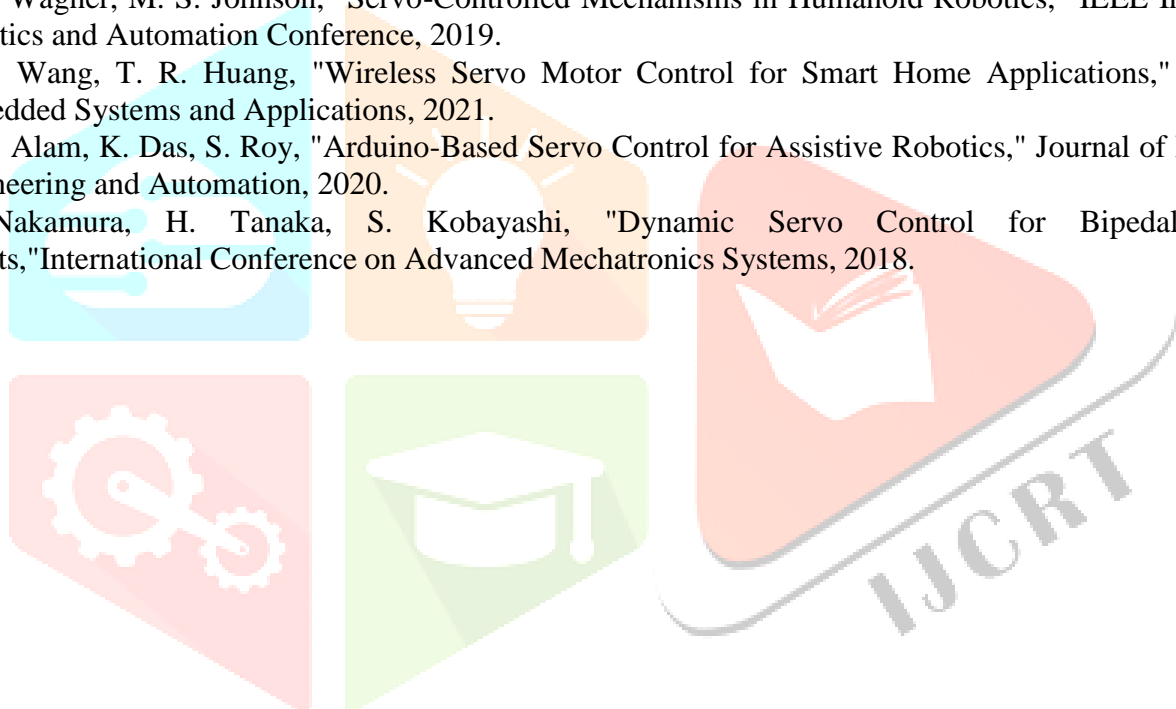 Wagner, M. S. Johnson, "Servo-Controlled Mechanisms in Humanoid Robotics," IEEE
tics and Automation Conference, 2019.
Wang, T. R. Huang, "Wireless Servo Motor Control for Smart Home Applications,"
edded Systems and Applications, 2021.
Alam, K. Das, S. Roy, "Arduino-Based Servo Control for Assistive Robotics," Journal of
neering and Automation, 2020.
Nakamura, H. Tanaka, S. Kobayashi, "Dynamic Servo Control for Bipedal
ts,"International Conference on Advanced Mechatronics Systems, 2018.
IJCRT